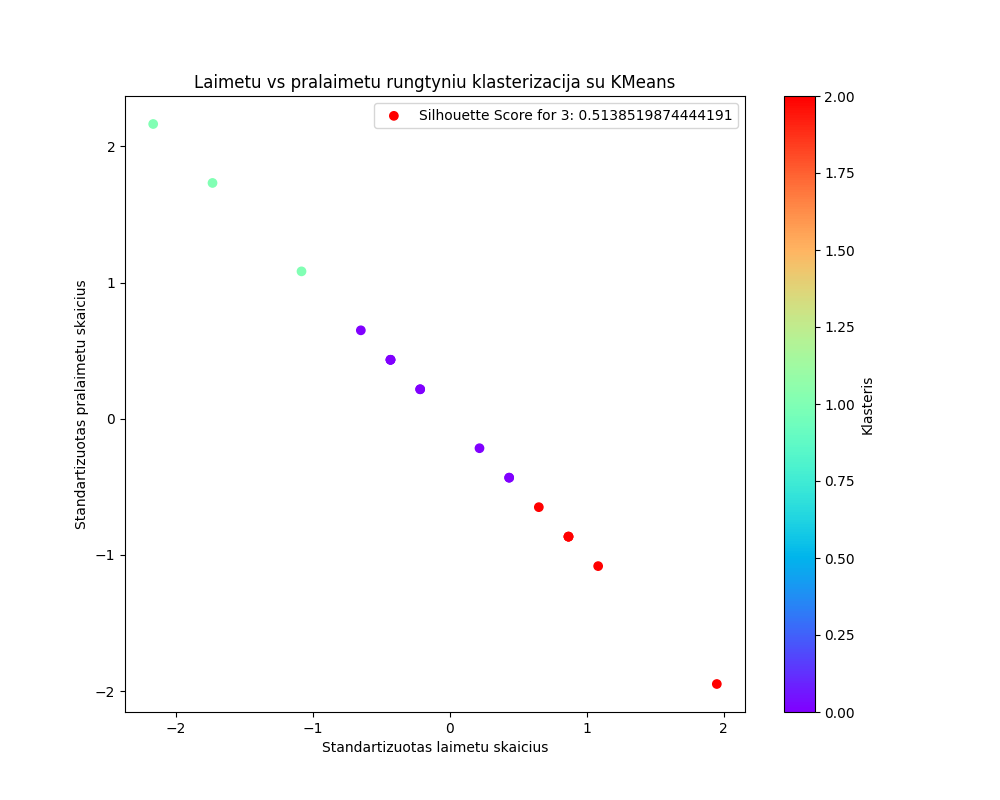 Laimetu vs pralaimetu rungtyniu klasterizacija su KMeans
Silhouette Score for 3: 0.5138519874444191
2
1
0
−1
−2
Standartizuotas pralaimetu skaicius
−2 −1 0 1 2
Standartizuotas laimetu skaicius
2.00
1.75
1.50
1.25
1.00
0.75
0.50
0.25
0.00
Klasteris